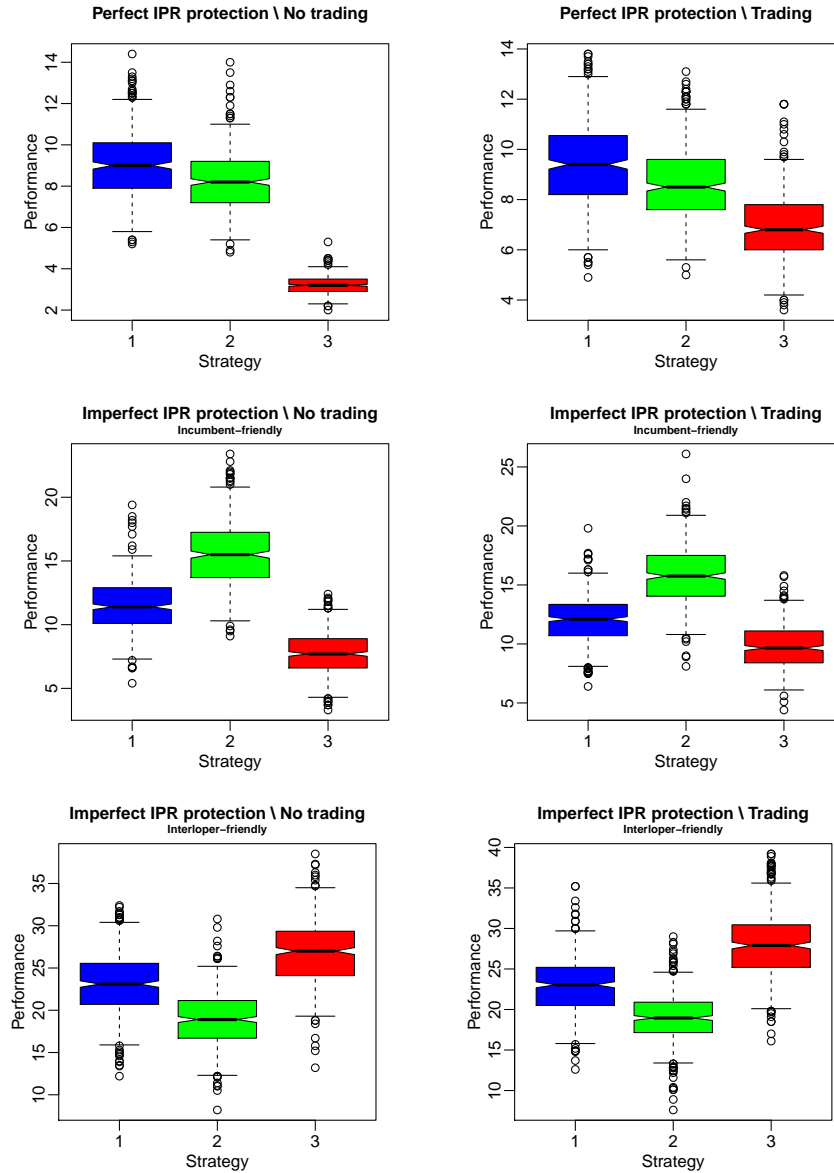 Perfect IPR protection \ No trading
Performance
14
12
10
8
6
4
2
1 2 3
Strategy
Perfect IPR protection \ Trading
Performance
14
12
10
8
6
4
1 2 3
Strategy
Imperfect IPR protection \ No trading
Incumbent−friendly
Performance
20
15
10
5
1 2 3
Strategy
Imperfect IPR protection \ Trading
Incumbent−friendly
Performance
25
20
15
10
5
1 2 3
Strategy
Imperfect IPR protection \ No trading
Interloper−friendly
Performance
35
30
25
20
15
10
1 2 3
Strategy
Imperfect IPR protection \ Trading
Interloper−friendly
Performance
40
35
30
25
20
15
10
1 2 3
Strategy